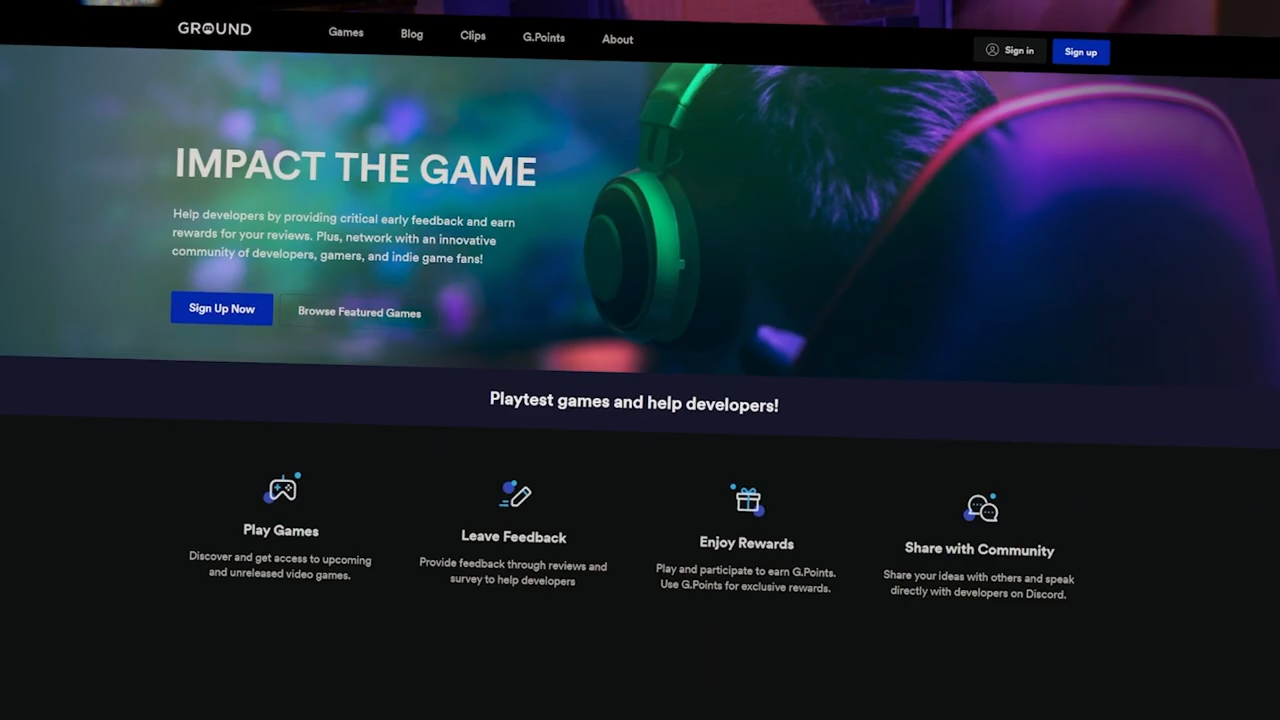 GROUND
Games
Blog
Clips
G.Points
About
Sign in
Sign up
IMPACT THE GAME
Help developers by providing critical early feedback and earn
rewards for your reviews. Plus, network with an innovative
community of developers, gamers, and indie game fans!
Sign Up Now
Browse Featured Games
Playtest games and help developers!
Play Games
Discover and get access to upcoming
and unreleased video games.
Leave Feedback
Provide feedback through reviews and
survey to help developers
Enjoy Rewards
Play and participate to earn G.Points.
Use G.Points for exclusive rewards.
Share with Community
Share your ideas with others and speak
directly with developers on Discord.